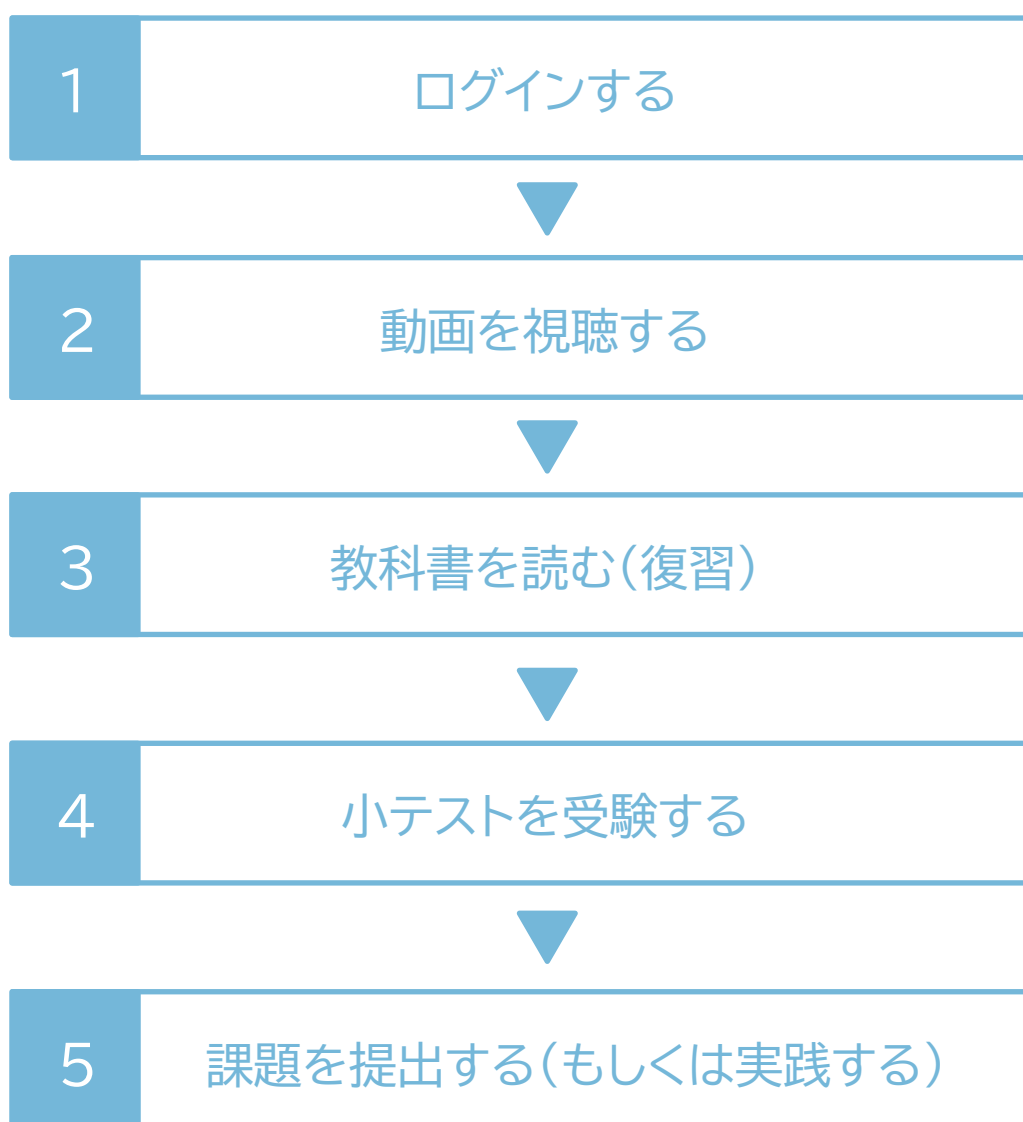 1
ログインする
2
動画を視聴する
3
教科書を読む(復習)
4
小テストを受験する
5
課題を提出する(もしくは実践する)